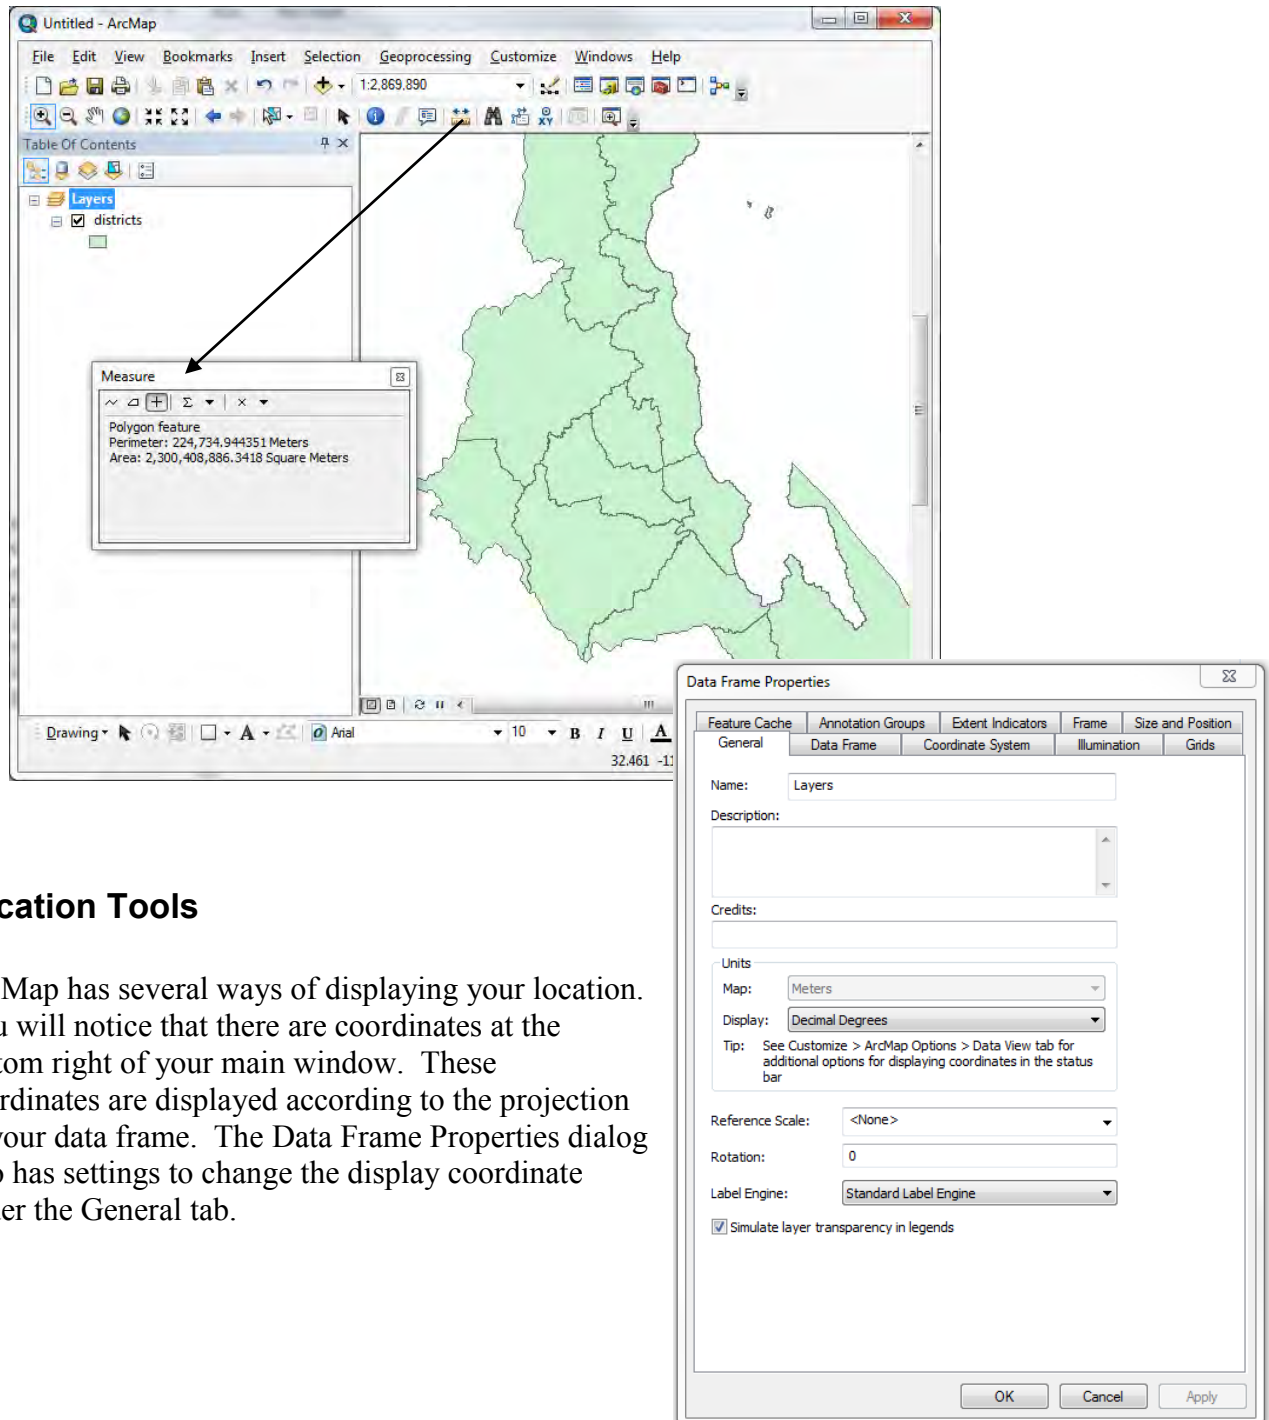 Untitled - ArcMap
File Edit View Bookmarks Insert Selection Geoprocessing Customize Windows Help
1:2,869,890
Table Of Contents
Layers
districts
Measure
Polygon feature
Perimeter: 224,734.944351 Meters
Area: 2,300,408,886.3418 Square Meters
Drawing Arial 10 B I U A
32.461 -11
Data Frame Properties
Feature Cache Annotation Groups Extent Indicators Frame Size and Position
General Data Frame Coordinate System Illumination Grids
Name: Layers
Description:
Credits:
Units
Map: Meters
Display: Decimal Degrees
Tip: See Customize > ArcMap Options > Data View tab for
additional options for displaying coordinates in the status
bar
Reference Scale: <None>
Rotation: 0
Label Engine: Standard Label Engine
Simulate layer transparency in legends
OK Cancel Apply
cation Tools
Map has several ways of displaying your location.
u will notice that there are coordinates at the
tom right of your main window. These
rdinates are displayed according to the projection
your data frame. The Data Frame Properties dialog
o has settings to change the display coordinate
er the General tab.